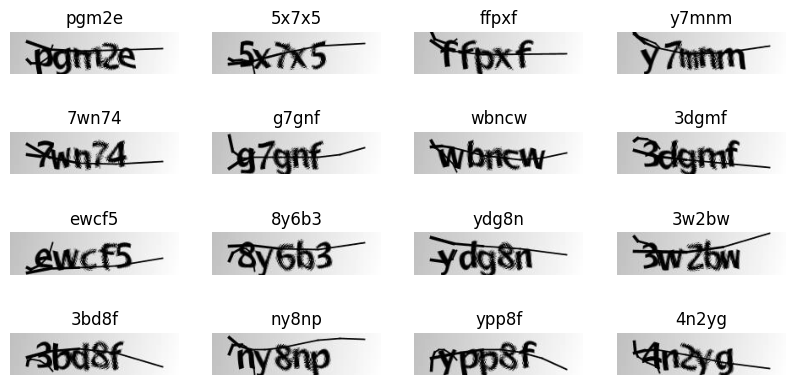 pgm2e 5x7x5 ffpxf y7mnm
pgm2e 5x7x5 ffpxf y7mnm
7wn74 g7gnf wbncw 3dgmf
7wn74 g7gnf wbncw 3dgmf
ewcf5 8y6b3 ydg8n 3w2bw
ewcf5 8y6b3 ydg8n 3w2bw
3bd8f ny8np ypp8f 4n2yg
3bd8f ny8np ypp8f 4n2yg